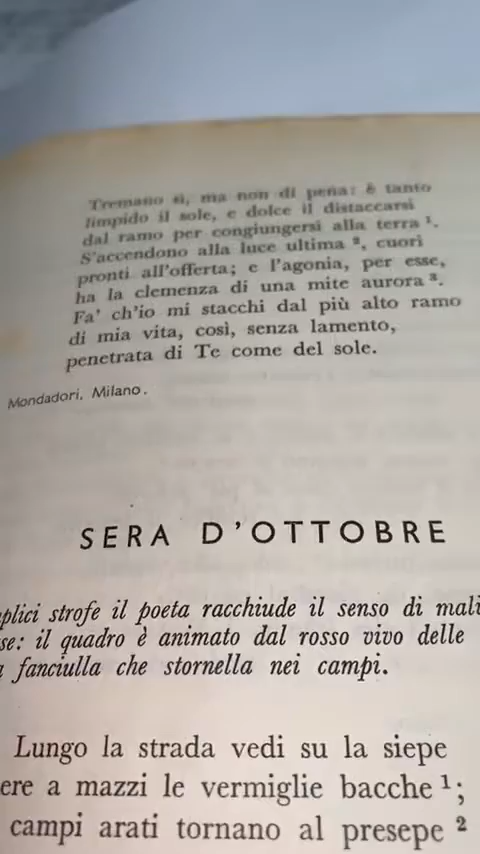 Tremano sì, ma non di pena: è tanto
limpido il sole, e dolce il distaccarsi
dal ramo per congiungersi alla terra ¹.
S'accendono alla luce ultima ², cuori
pronti all'offerta; e l'agonia, per esse,
ha la clemenza di una mite aurora ³.
Fa' ch'io mi stacchi dal più alto ramo
di mia vita, così, senza lamento,
penetrata di Te come del sole.
Mondadori, Milano.
SERA D'OTTOBRE
plici strofe il poeta racchiude il senso di mali
se: il quadro è animato dal rosso vivo delle
a fanciulla che stornella nei campi.
Lungo la strada vedi su la siepe
ere a mazzi le vermiglie bacche ¹;
campi arati tornano al presepe ²